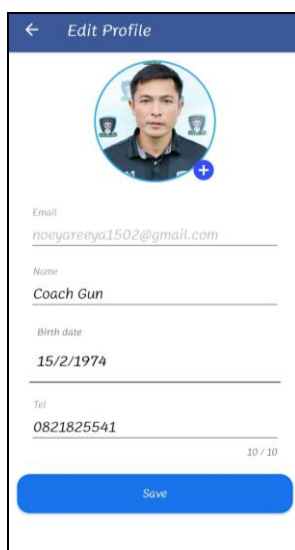 Edit Profile
Email
noeyareeya1502@gmail.com
Name
Coach Gun
Birth date
15/2/1974
Tel
0821825541
10 / 10
Save